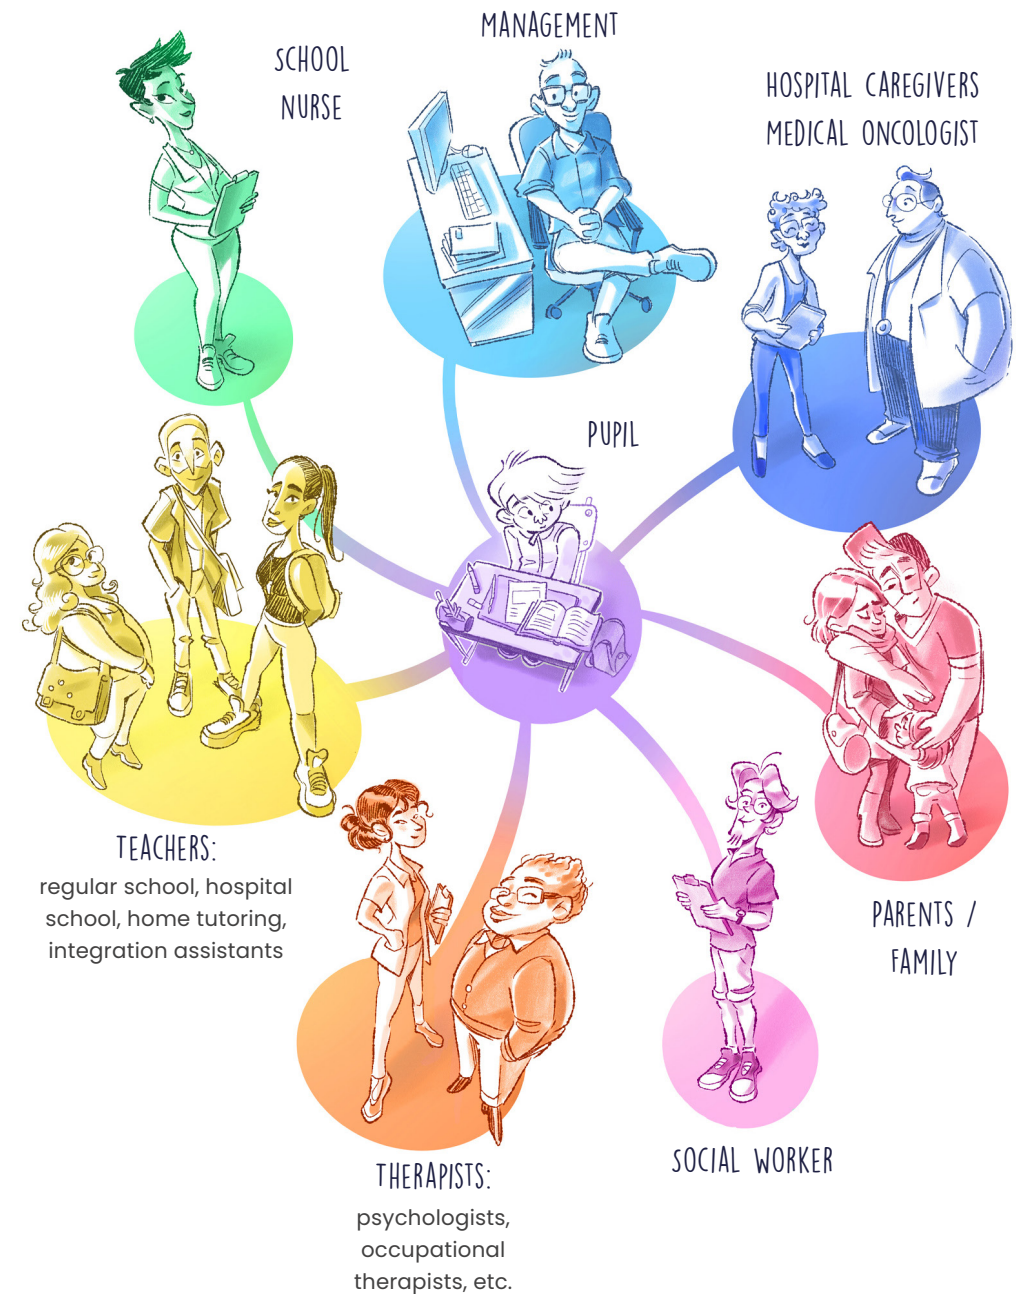 MANAGEMENT
SCHOOL
NURSE
HOSPITAL CAREGIVERS
MEDICAL ONCOLOGIST
PUPIL
TEACHERS:
regular school, hospital
school, home tutoring,
integration assistants
PARENTS /
FAMILY
SOCIAL WORKER
THERAPISTS:
psychologists,
occupational
therapists, etc.